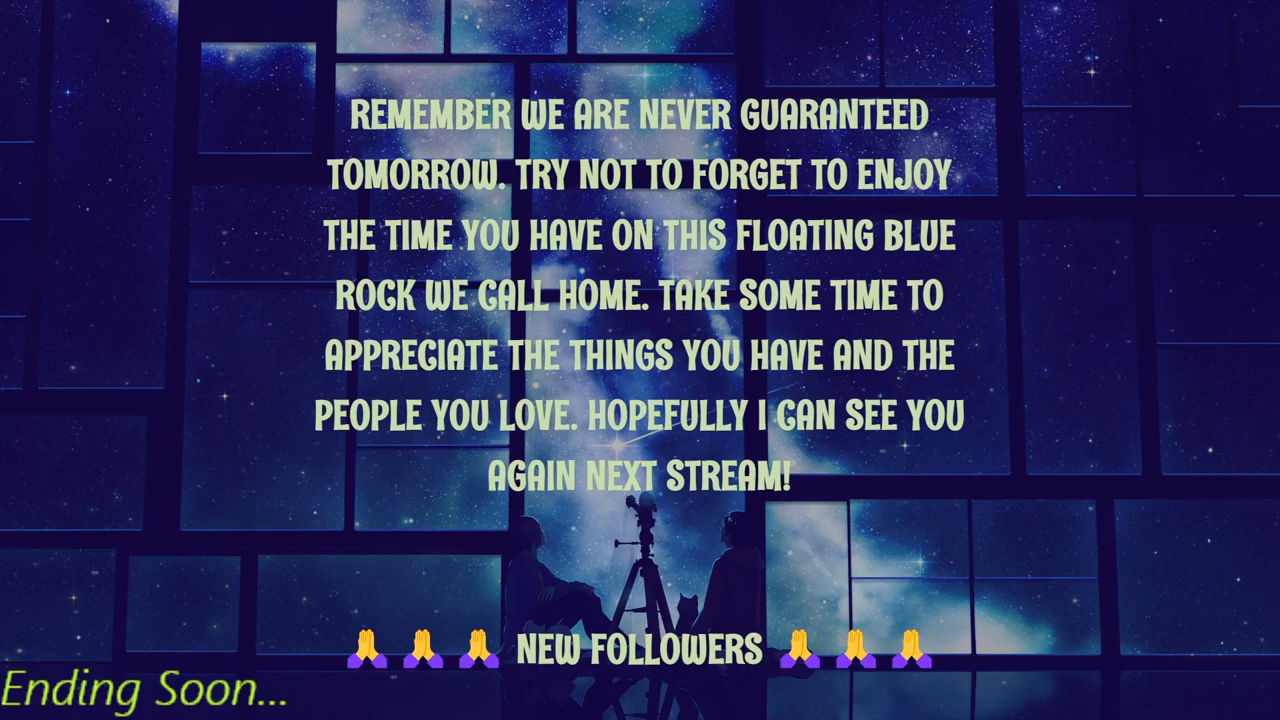 REMEMBER WE ARE NEVER GUARANTEED
TOMORROW. TRY NOT TO FORGET TO ENJOY
THE TIME YOU HAVE ON THIS FLOATING BLUE
ROCK WE CALL HOME. TAKE SOME TIME TO
APPRECIATE THE THINGS YOU HAVE AND THE
PEOPLE YOU LOVE. HOPEFULLY I CAN SEE YOU
AGAIN NEXT STREAM!
🙏 🙏 🙏 NEW FOLLOWERS 🙏 🙏 🙏
Ending Soon...